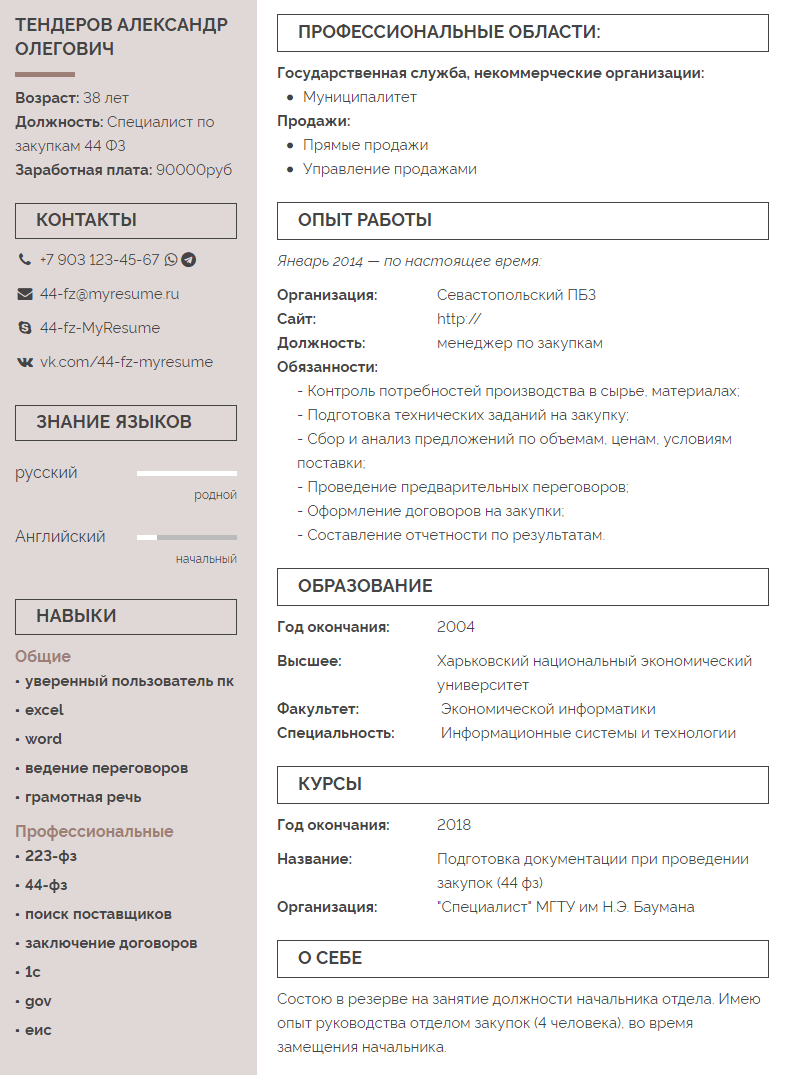 ТЕНДЕРОВ АЛЕКСАНДР
ОЛЕГОВИЧ
Возраст: 38 лет
Должность: Специалист по
закупкам 44 ФЗ
Заработная плата: 90000руб
КОНТАКТЫ
+7 903 123-45-67
44-fz@myresume.ru
44-fz-MyResume
vk.com/44-fz-myresume
ЗНАНИЕ ЯЗЫКОВ
русский
родной
Английский
начальный
НАВЫКИ
Общие
• уверенный пользователь пк
• excel
• word
• ведение переговоров
• грамотная речь
Профессиональные
• 223-фз
• 44-фз
• поиск поставщиков
• заключение договоров
• 1с
• gov
• еис
ПРОФЕССИОНАЛЬНЫЕ ОБЛАСТИ:
Государственная служба, некоммерческие организации:
• Муниципалитет
Продажи:
• Прямые продажи
• Управление продажами
ОПЫТ РАБОТЫ
Январь 2014 — по настоящее время:
Организация: Севастопольский ПБЗ
Сайт: http://
Должность: менеджер по закупкам
Обязанности:
- Контроль потребностей производства в сырье, материалах;
- Подготовка технических заданий на закупку;
- Сбор и анализ предложений по объемам, ценам, условиям
поставки;
- Проведение предварительных переговоров;
- Оформление договоров на закупки;
- Составление отчетности по результатам.
ОБРАЗОВАНИЕ
Год окончания: 2004
Высшее: Харьковский национальный экономический
университет
Факультет: Экономической информатики
Специальность: Информационные системы и технологии
КУРСЫ
Год окончания: 2018
Название: Подготовка документации при проведении
закупок (44 фз)
Организация: "Специалист" МГТУ им Н.Э. Баумана
О СЕБЕ
Состою в резерве на занятие должности начальника отдела. Имею
опыт руководства отделом закупок (4 человека), во время
замещения начальника.